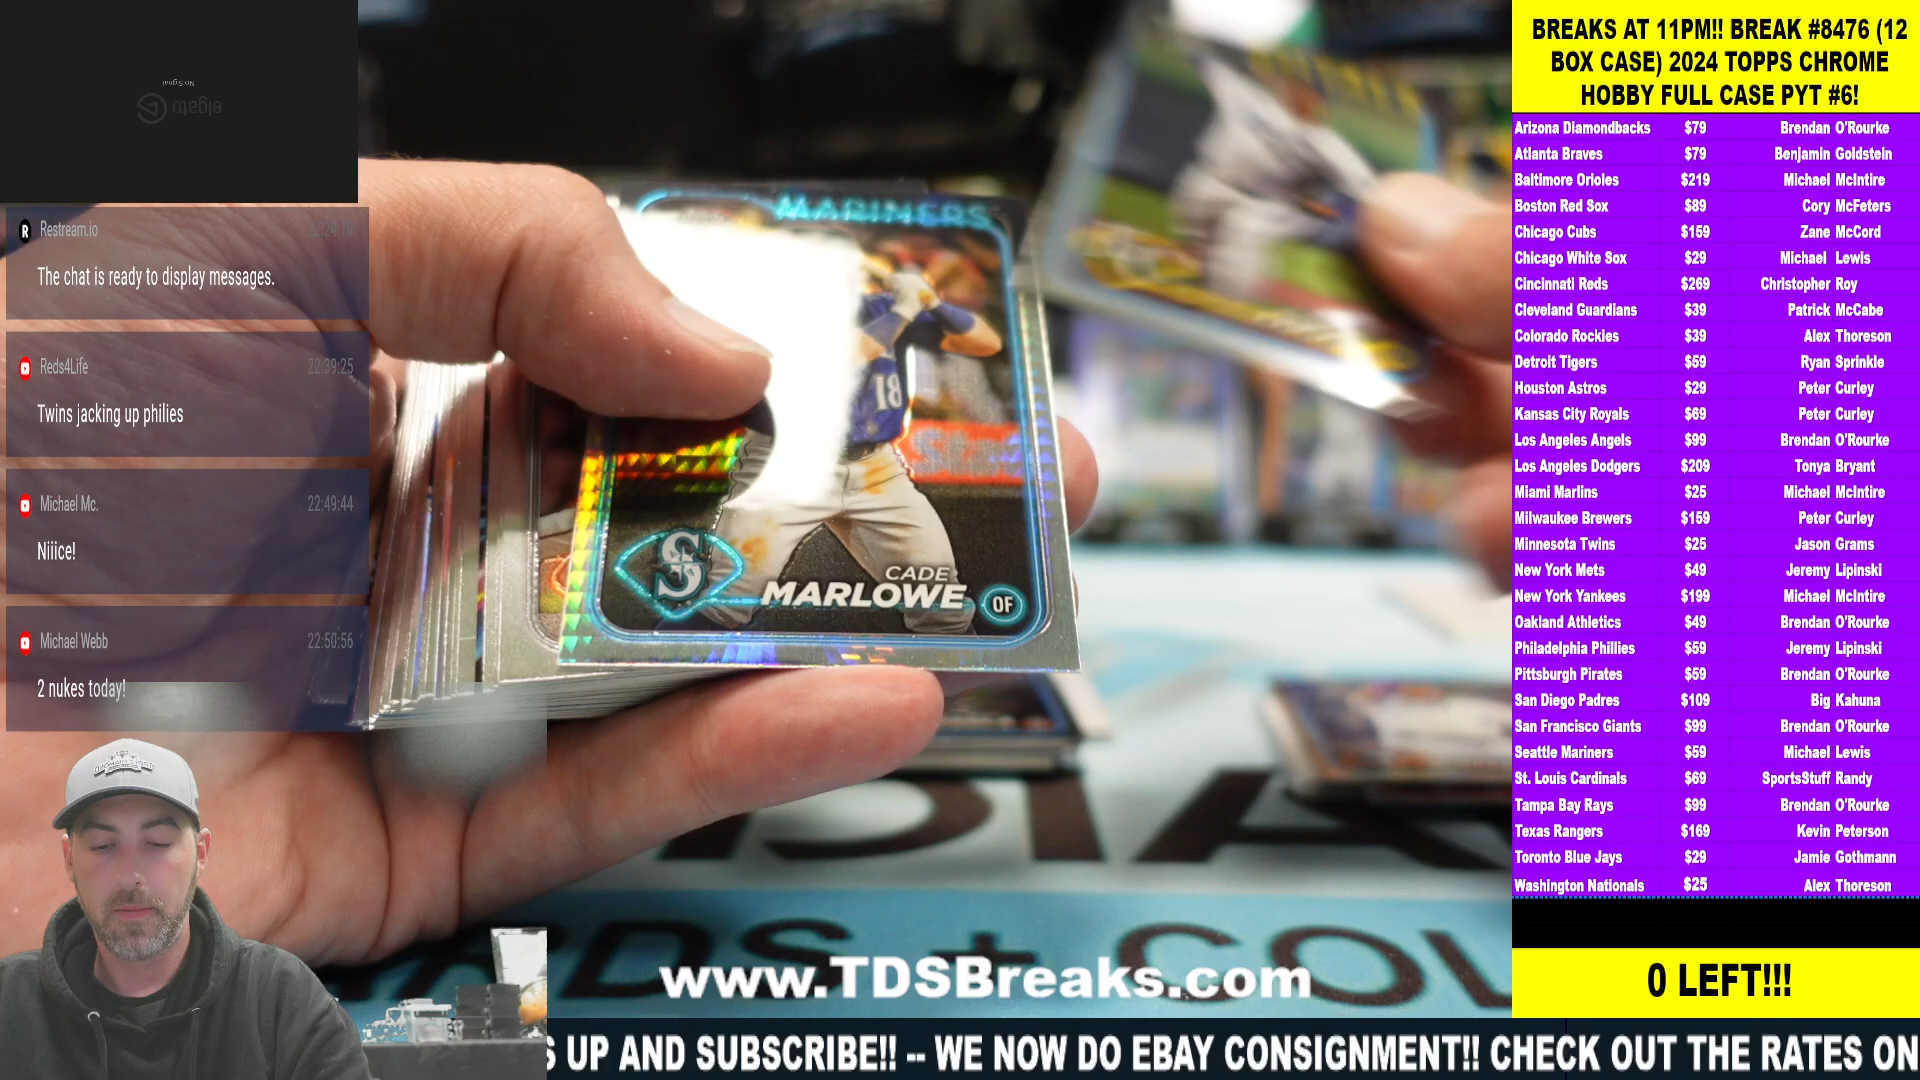 No Signal
elgato
Restream.io 22:24:10
The chat is ready to display messages.
Reds4Life 22:39:25
Twins jacking up philies
Michael Mc. 22:49:44
Niiice!
Michael Webb 22:50:56
2 nukes today!
MARINERS
18
S
CADE
MARLOWE OF
DIA
RDS + COL
www.TDSBreaks.com
S UP AND SUBSCRIBE!! -- WE NOW DO EBAY CONSIGNMENT!! CHECK OUT THE RATES ON
BREAKS AT 11PM!! BREAK #8476 (12
BOX CASE) 2024 TOPPS CHROME
HOBBY FULL CASE PYT #6!
Arizona Diamondbacks $79 Brendan O'Rourke
Atlanta Braves $79 Benjamin Goldstein
Baltimore Orioles $219 Michael McIntire
Boston Red Sox $89 Cory McFeters
Chicago Cubs $159 Zane McCord
Chicago White Sox $29 Michael Lewis
Cincinnati Reds $269 Christopher Roy
Cleveland Guardians $39 Patrick McCabe
Colorado Rockies $39 Alex Thoreson
Detroit Tigers $59 Ryan Sprinkle
Houston Astros $29 Peter Curley
Kansas City Royals $69 Peter Curley
Los Angeles Angels $99 Brendan O'Rourke
Los Angeles Dodgers $209 Tonya Bryant
Miami Marlins $25 Michael McIntire
Milwaukee Brewers $159 Peter Curley
Minnesota Twins $25 Jason Grams
New York Mets $49 Jeremy Lipinski
New York Yankees $199 Michael McIntire
Oakland Athletics $49 Brendan O'Rourke
Philadelphia Phillies $59 Jeremy Lipinski
Pittsburgh Pirates $59 Brendan O'Rourke
San Diego Padres $109 Big Kahuna
San Francisco Giants $99 Brendan O'Rourke
Seattle Mariners $59 Michael Lewis
St. Louis Cardinals $69 SportsStuff Randy
Tampa Bay Rays $99 Brendan O'Rourke
Texas Rangers $169 Kevin Peterson
Toronto Blue Jays $29 Jamie Gothmann
Washington Nationals $25 Alex Thoreson
0 LEFT!!!